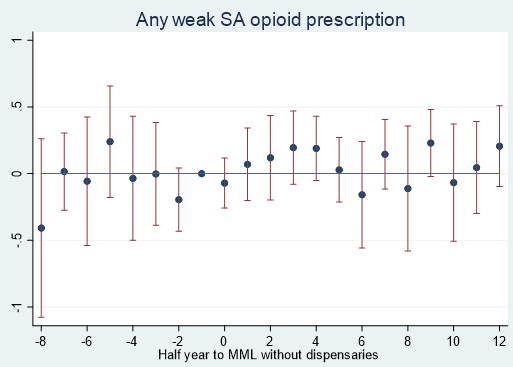 Any weak SA opioid prescription
1
.5
0
-.5
-1
-8 -6 -4 -2 0 2 4 6 8 10 12
Half year to MML without dispensaries